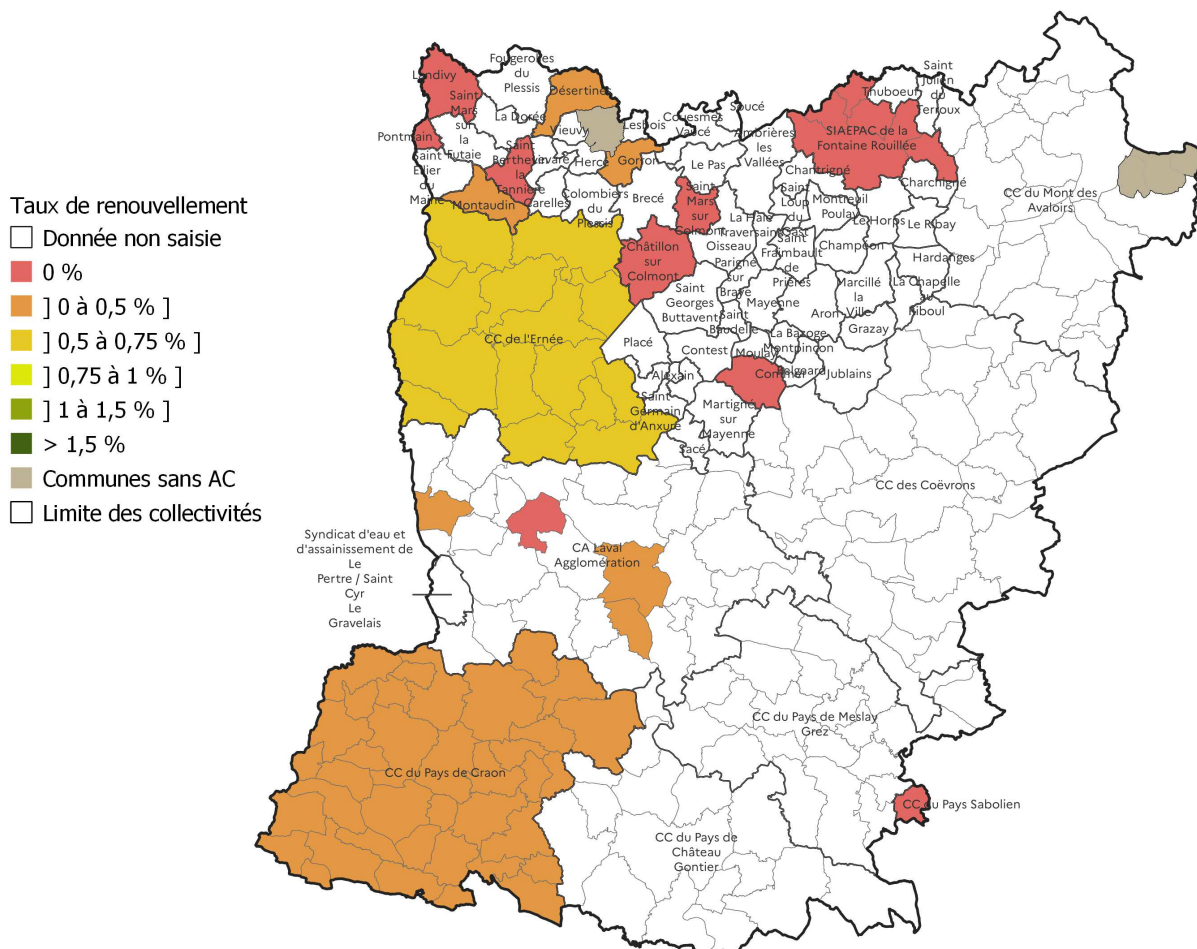 Taux de renouvellement
Donnée non saisie
0 %
] 0 à 0,5 % ]
] 0,5 à 0,75 % ]
] 0,75 à 1 % ]
] 1 à 1,5 % ]
> 1,5 %
Communes sans AC
Limite des collectivités
Landivy
Fougerolles
du
Plessis
Désertines
Saint
Mars
sur
la
Futaie
La Dorée
Vieuvy
Lesbois
Couesmes
Vaucé
Soucé
Ambrières
les
Vallées
Thuboeuf
Saint
Julien
du
Terroux
SIAEPAC de la
Fontaine Rouillée
Pontmain
Saint
Ellier
du
Maine
Saint
Berthevin
la
Tannière
Levaré
Hercé
Gorron
Le Pas
Chantrigné
Charchigné
CC du Mont des
Avaloirs
Montaudin
Carelles
Colombiers
du
Plessis
Brecé
Saint
Mars
sur
Colmont
La Haie
Traversaine
Oisseau
Saint
Loup
du
Gast
Montreuil
Poulay
Le Horps
Le Ribay
Châtillon
sur
Colmont
Parigné
sur
Braye
Saint
Fraimbault
de
Prières
Champéon
Hardanges
Saint
Georges
Buttavent
Mayenne
Marcillé
la
Ville
La Chapelle
au
Riboul
CC de l'Ernée
Placé
Saint
Baudelle
Aron
Grazay
Contest
Moulay
La Bazoge
Montpinçon
Belgeard
Jublains
Alexain
Commer
Saint
Germain
d'Anxure
Martigné
sur
Mayenne
Sacé
CC des Coëvrons
Syndicat d'eau et
d'assainissement de
Le
Pertre / Saint
Cyr
Le
Gravelais
CA Laval
Agglomération
CC du Pays de Meslay
Grez
CC du Pays de Craon
CC du Pays Sabolien
CC du Pays de
Château
Gontier